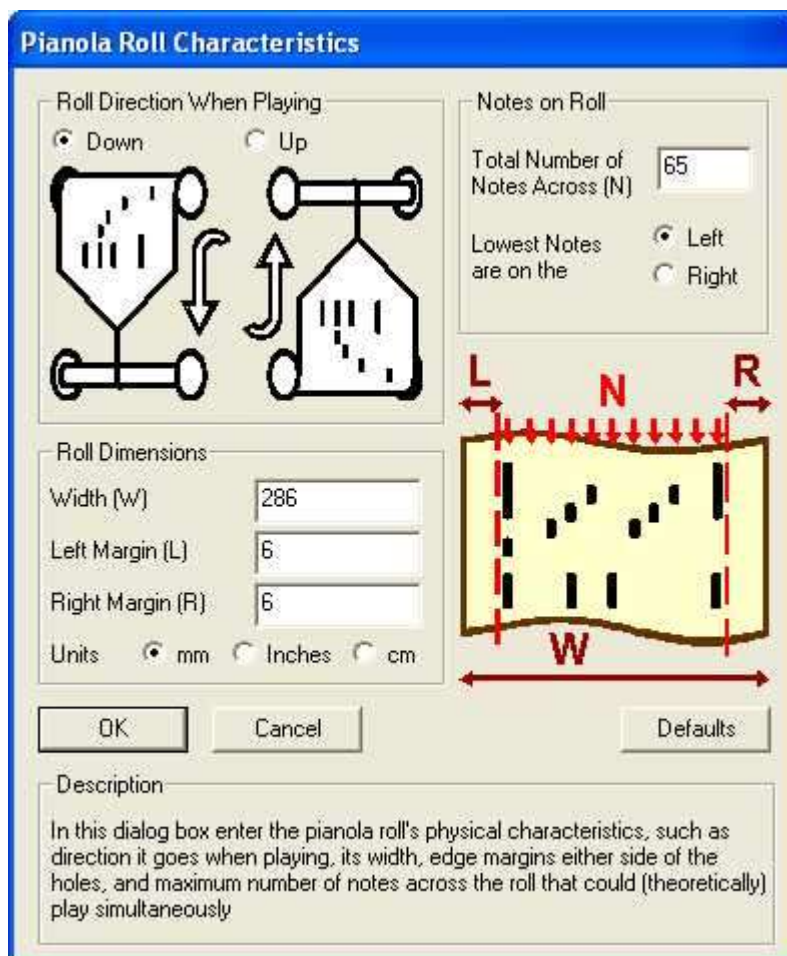 Pianola Roll Characteristics
Roll Direction When Playing
Down
Up
Notes on Roll
Total Number of
Notes Across (N)
65
Lowest Notes
are on the
Left
Right
L
N
R
W
Roll Dimensions
Width (W)
286
Left Margin (L)
6
Right Margin (R)
6
Units
mm
Inches
cm
OK
Cancel
Defaults
Description
In this dialog box enter the pianola roll's physical characteristics, such as
direction it goes when playing, its width, edge margins either side of the
holes, and maximum number of notes across the roll that could (theoretically)
play simultaneously